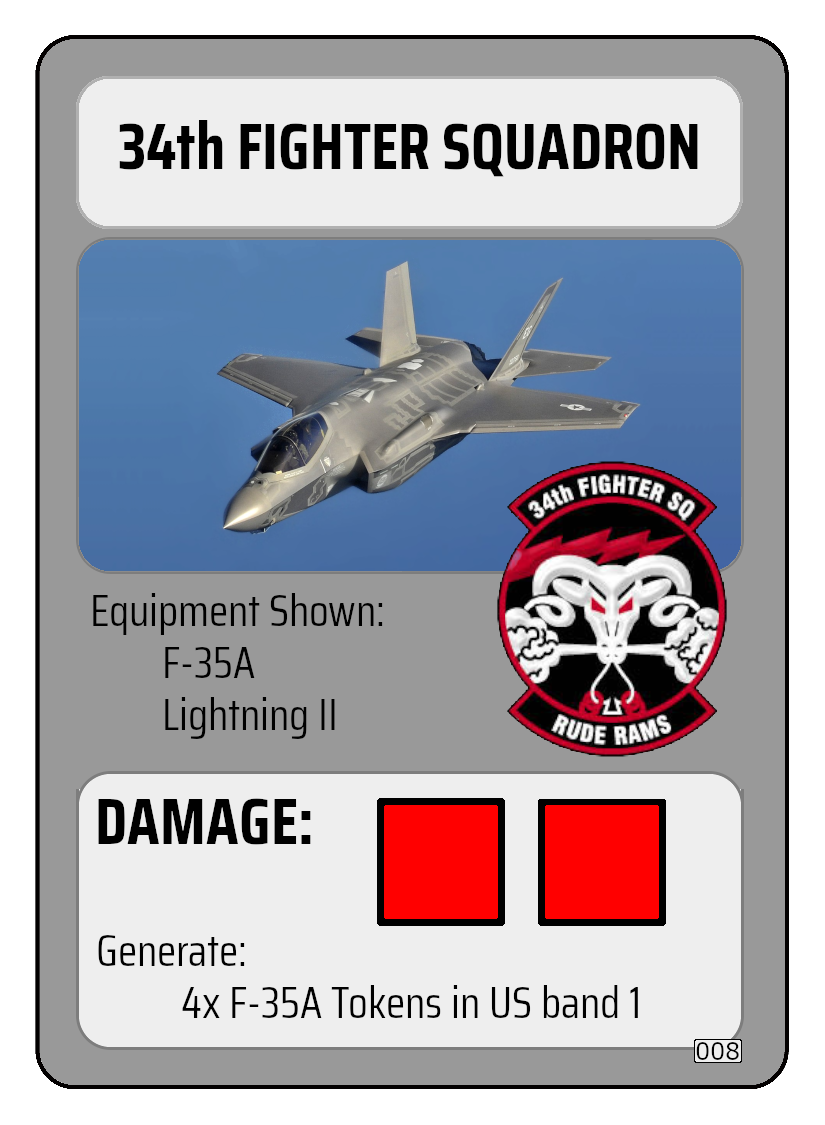 34th FIGHTER SQUADRON
34th FIGHTER SQ
RUDE RAMS
Equipment Shown:
F-35A
Lightning II
DAMAGE:
Generate:
4x F-35A Tokens in US band 1
008